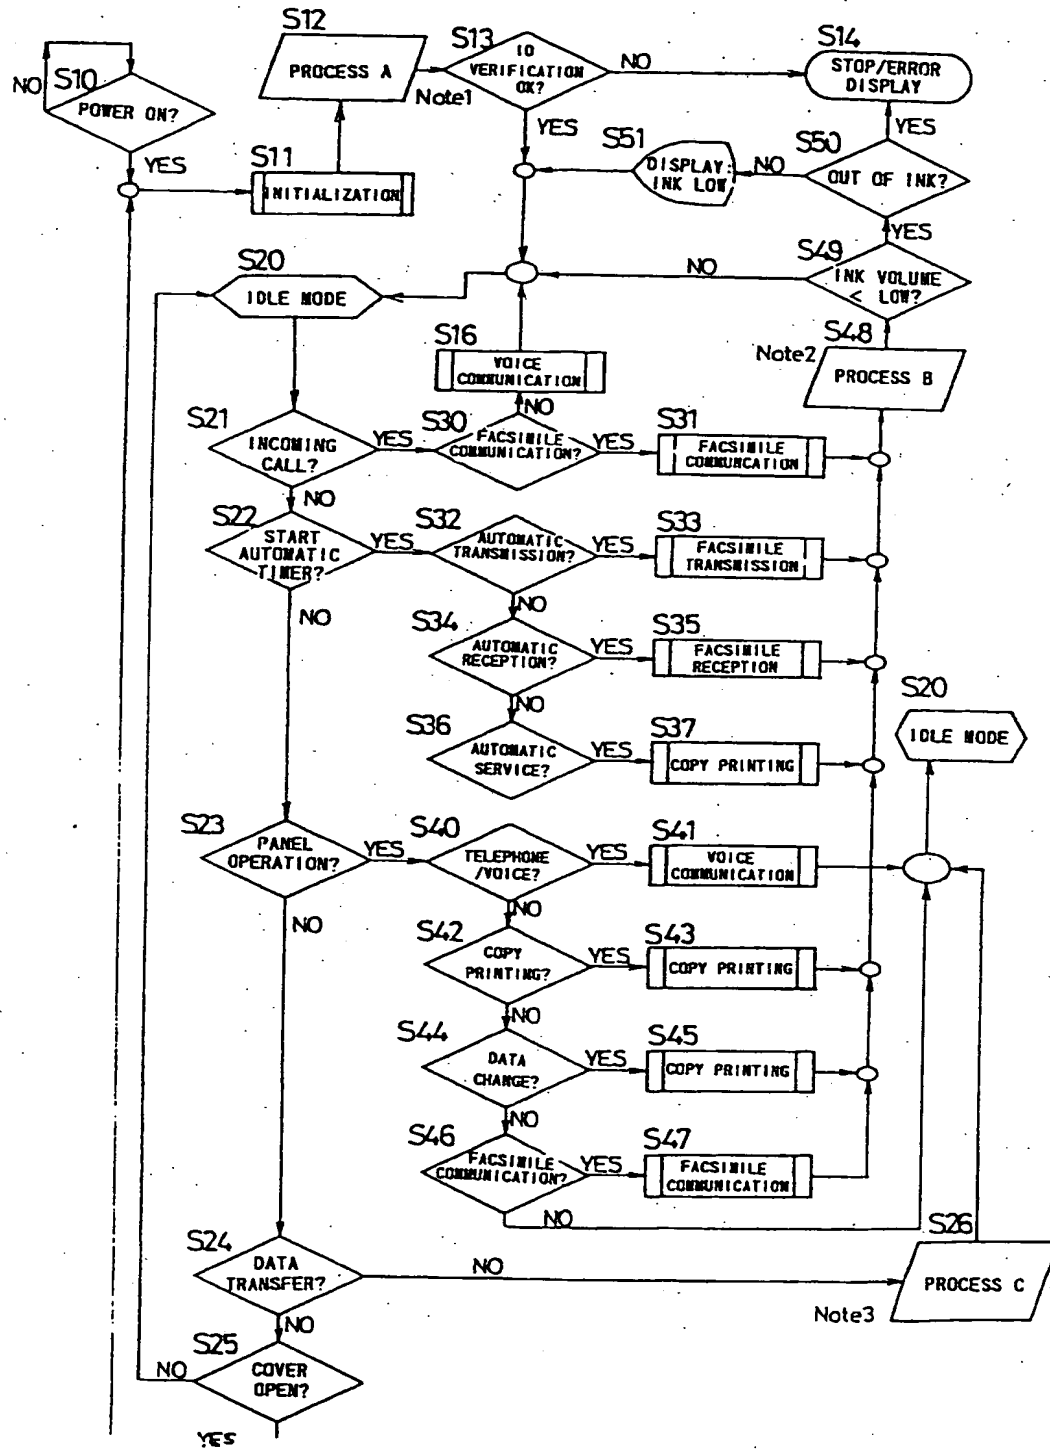 S12
PROCESS A
S13
ID
VERIFICATION
OK?
NO
S14
STOP/ERROR
DISPLAY
NO
S10
POWER ON?
Note1
YES
YES
S11
INITIALIZATION
YES
S51
DISPLAY:
INK LOW
NO
S50
OUT OF INK?
YES
S49
INK VOLUME
< LOW?
NO
S20
IDLE MODE
S16
VOICE
COMMUNICATION
Note2
S48
PROCESS B
NO
S21
INCOMING
CALL?
YES
S30
FACSIMILE
COMMUNICATION?
YES
S31
FACSIMILE
COMMUNCATION
NO
S22
START
AUTOMATIC
TIMER?
YES
S32
AUTOMATIC
TRANSMISSION?
YES
S33
FACSIMILE
TRANSMISSION
NO
NO
S34
AUTOMATIC
RECEPTION?
YES
S35
FACSIMILE
RECEPTION
NO
S36
AUTOMATIC
SERVICE?
YES
S37
COPY PRINTING
S20
IDLE MODE
S23
PANEL
OPERATION?
YES
S40
TELEPHONE
/VOICE?
YES
S41
VOICE
COMMUNICATION
NO
NO
S42
COPY
PRINTING?
YES
S43
COPY PRINTING
NO
S44
DATA
CHANGE?
YES
S45
COPY PRINTING
NO
S46
FACSIMILE
COMMUNICATION?
YES
S47
FACSIMILE
COMMUNICATION
NO
S24
DATA
TRANSFER?
NO
S26
PROCESS C
Note3
NO
S25
COVER
OPEN?
NO
YES